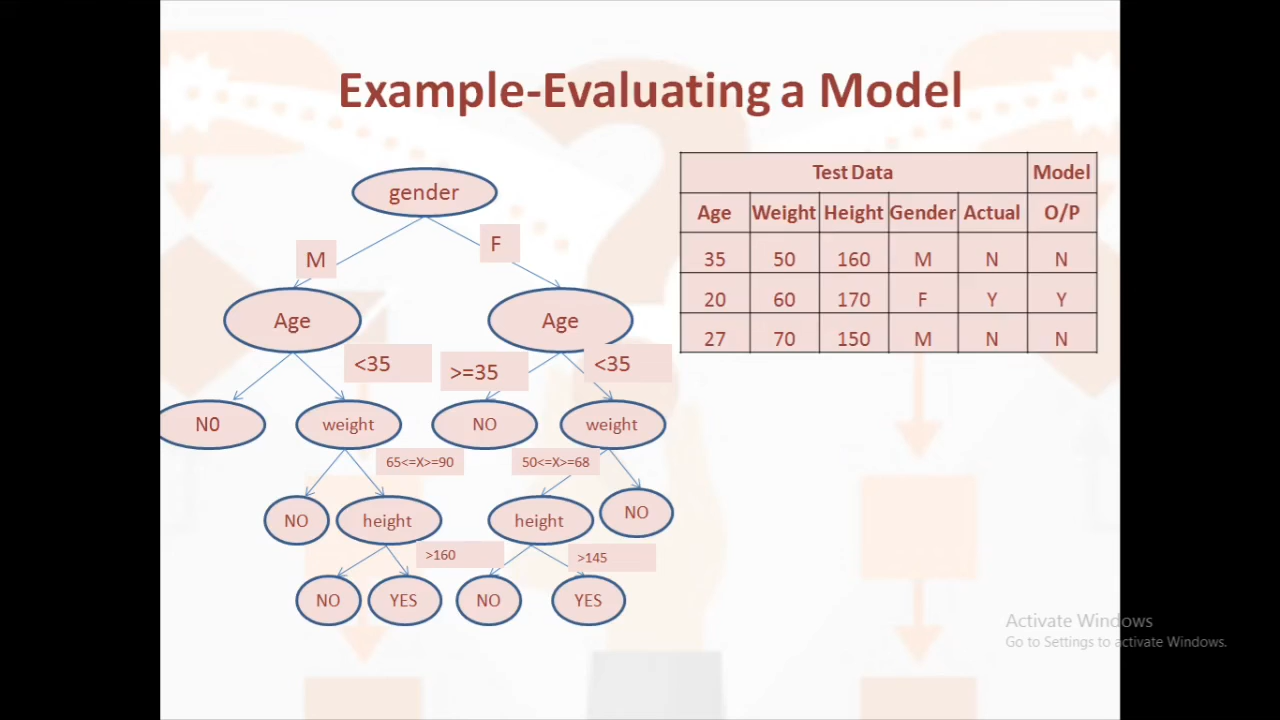 Example-Evaluating a Model
gender
M
F
Age
Age
<35
>=35
<35
N0
weight
NO
weight
65<=X>=90
50<=X>=68
NO
height
height
NO
>160
>145
NO
YES
NO
YES
Test Data Model
Age Weight Height Gender Actual O/P
35 50 160 M N N
20 60 170 F Y Y
27 70 150 M N N
Activate Windows
Go to Settings to activate Windows.